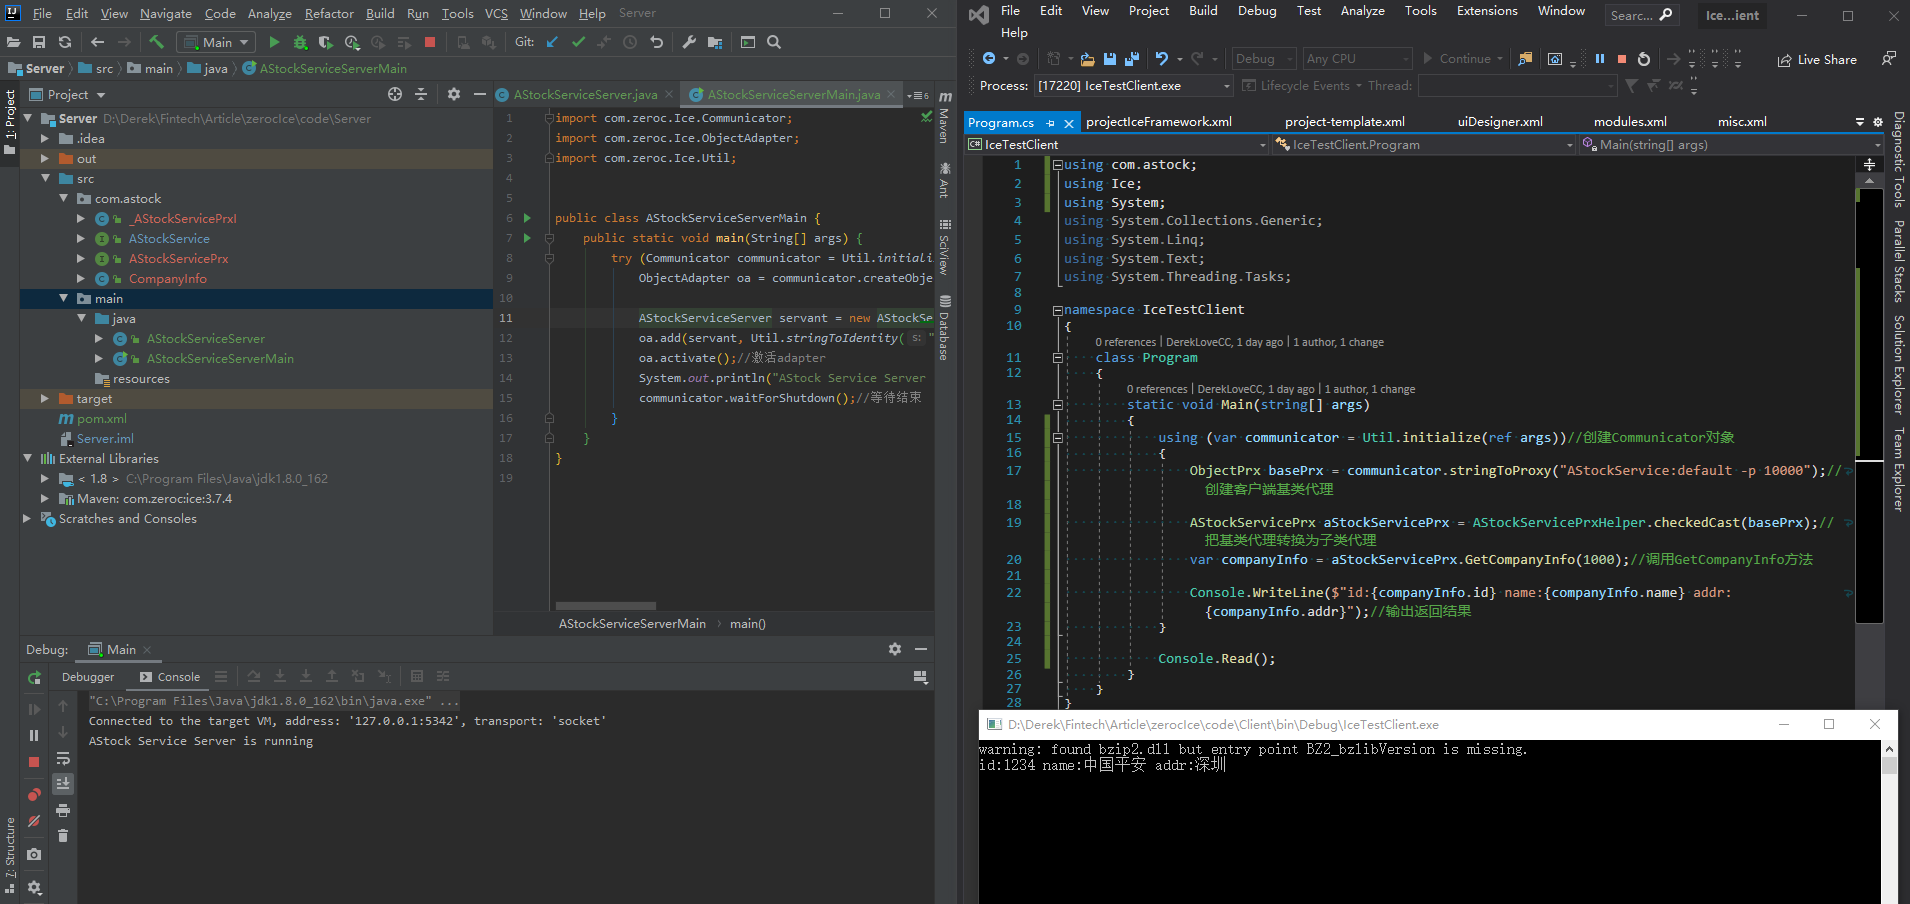 File Edit View Navigate Code Analyze Refactor Build Run Tools VCS Window Help Server
Main Git:
Server src main java AStockServiceServerMain
1: Project
Project
Server D:\Derek\Fintech\Article\zerocIce\code\Server
.idea
out
src
com.astock
_AStockServicePrxI
AStockService
AStockServicePrx
CompanyInfo
main
java
AStockServiceServer
AStockServiceServerMain
resources
target
pom.xml
Server.iml
External Libraries
< 1.8 > C:\Program Files\Java\jdk1.8.0_162
Maven: com.zeroc:ice:3.7.4
Scratches and Consoles
AStockServiceServer.java AStockServiceServerMain.java 6
1 import com.zeroc.Ice.Communicator;
2 import com.zeroc.Ice.ObjectAdapter;
3 import com.zeroc.Ice.Util;
4
5
6 public class AStockServiceServerMain {
7 public static void main(String[] args) {
8 try (Communicator communicator = Util.initiali
9 ObjectAdapter oa = communicator.createObje
10
11 AStockServiceServer servant = new AStockSe
12 oa.add(servant, Util.stringToIdentity( s: "
13 oa.activate();//激活adapter
14 System.out.println("AStock Service Server
15 communicator.waitForShutdown();//等待结束
16 }
17 }
18 }
19
AStockServiceServerMain main()
Maven
Ant
SciView
Database
Debug: Main
Debugger Console
"C:\Program Files\Java\jdk1.8.0_162\bin\java.exe" ...
Connected to the target VM, address: '127.0.0.1:5342', transport: 'socket'
AStock Service Server is running
7: Structure
File Edit View Project Build Debug Test Analyze Tools Extensions Window
Searc... Ice...ient
Help
Debug Any CPU Continue Live Share
Process: [17220] IceTestClient.exe Lifecycle Events Thread:
Program.cs projectIceFramework.xml project-template.xml uiDesigner.xml modules.xml misc.xml
IceTestClient IceTestClient.Program Main(string[] args)
1 using com.astock;
2 using Ice;
3 using System;
4 using System.Collections.Generic;
5 using System.Linq;
6 using System.Text;
7 using System.Threading.Tasks;
8
9 namespace IceTestClient
10 {
0 references | DerekLoveCC, 1 day ago | 1 author, 1 change
11 class Program
12 {
0 references | DerekLoveCC, 1 day ago | 1 author, 1 change
13 static void Main(string[] args)
14 {
15 using (var communicator = Util.initialize(ref args))//创建Communicator对象
16 {
17 ObjectPrx basePrx = communicator.stringToProxy("AStockService:default -p 10000");//
创建客户端基类代理
18
19 AStockServicePrx aStockServicePrx = AStockServicePrxHelper.checkedCast(basePrx);//
把基类代理转换为子类代理
20 var companyInfo = aStockServicePrx.GetCompanyInfo(1000);//调用GetCompanyInfo方法
21
22 Console.WriteLine($"id:{companyInfo.id} name:{companyInfo.name} addr:
{companyInfo.addr}");//输出返回结果
23 }
24
25 Console.Read();
26 }
27 }
28 }
Diagnostic Tools
Parallel Stacks
Solution Explorer
Team Explorer
D:\Derek\Fintech\Article\zerocIce\code\Client\bin\Debug\IceTestClient.exe
warning: found bzip2.dll but entry point BZ2_bzlibVersion is missing.
id:1234 name:中国平安 addr:深圳